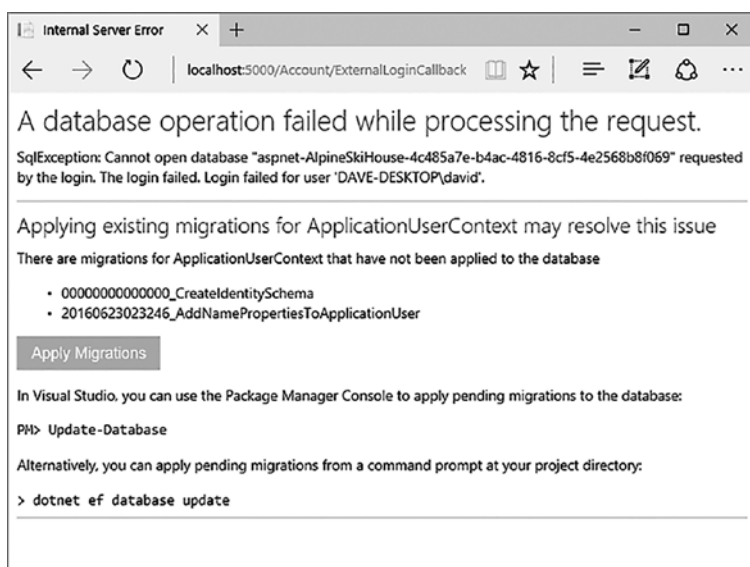 Internal Server Error
localhost:5000/Account/ExternalLoginCallback
A database operation failed while processing the request.
SqlException: Cannot open database "aspnet-AlpineSkiHouse-4c485a7e-b4ac-4816-8cf5-4e2568b8f069" requested
by the login. The login failed. Login failed for user 'DAVE-DESKTOP\david'.
Applying existing migrations for ApplicationUserContext may resolve this issue
There are migrations for ApplicationUserContext that have not been applied to the database
• 00000000000000_CreateIdentitySchema
• 20160623023246_AddNamePropertiesToApplicationUser
Apply Migrations
In Visual Studio, you can use the Package Manager Console to apply pending migrations to the database:
PM> Update-Database
Alternatively, you can apply pending migrations from a command prompt at your project directory:
> dotnet ef database update